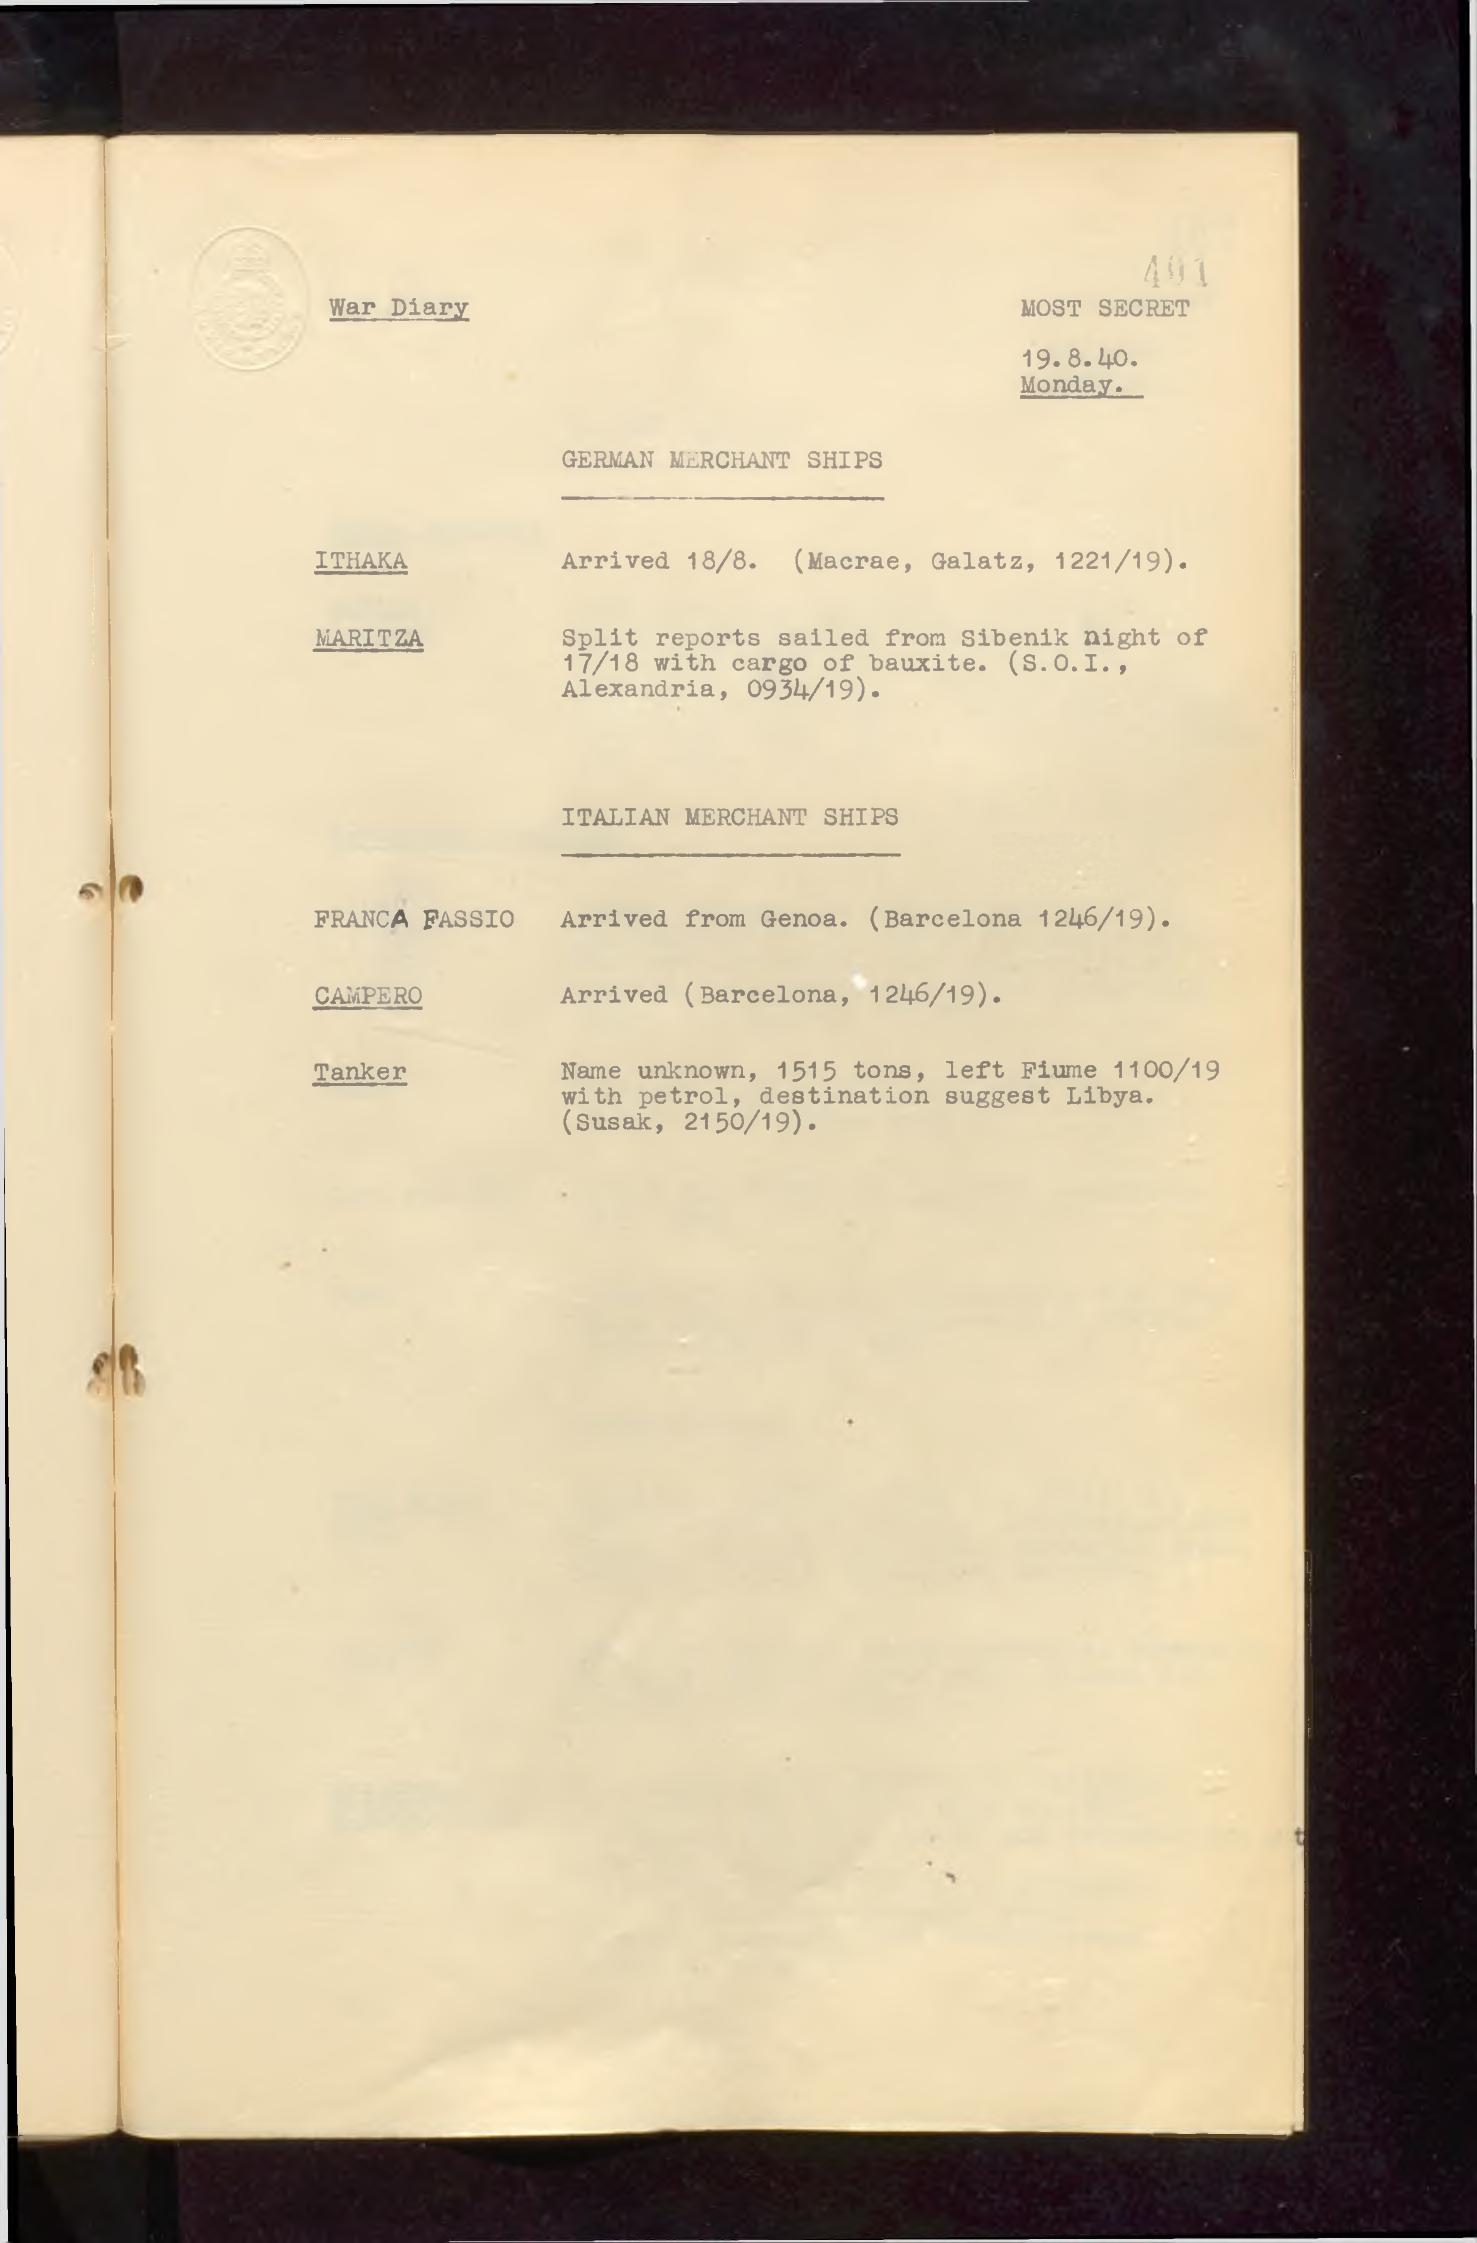 401
War Diary MOST SECRET
19.8.40.
Monday.
GERMAN MERCHANT SHIPS
ITHAKA Arrived 18/8. (Macrae, Galatz, 1221/19).
MARITZA Split reports sailed from Sibenik night of
17/18 with cargo of bauxite. (S.O.I.,
Alexandria, 0934/19).
ITALIAN MERCHANT SHIPS
FRANCA FASSIO Arrived from Genoa. (Barcelona 1246/19).
CAMPERO Arrived (Barcelona, 1246/19).
Tanker Name unknown, 1515 tons, left Fiume 1100/19
with petrol, destination suggest Libya.
(Susak, 2150/19).
t